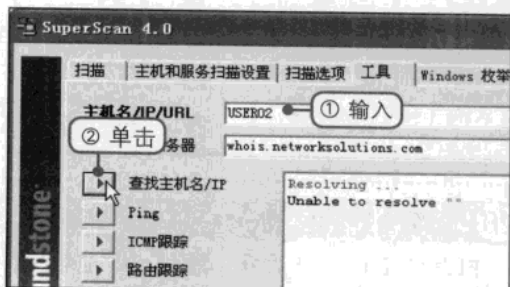 SuperScan 4.0
扫描 主机和服务扫描设置 扫描选项 工具 Windows 枚举
主机名/IP/URL USER02 ① 输入
② 单击 务器 whois.networksolutions.com
查找主机名/IP Resolving ...
Unable to resolve ""
Ping
ICMP跟踪
路由跟踪
ndstone